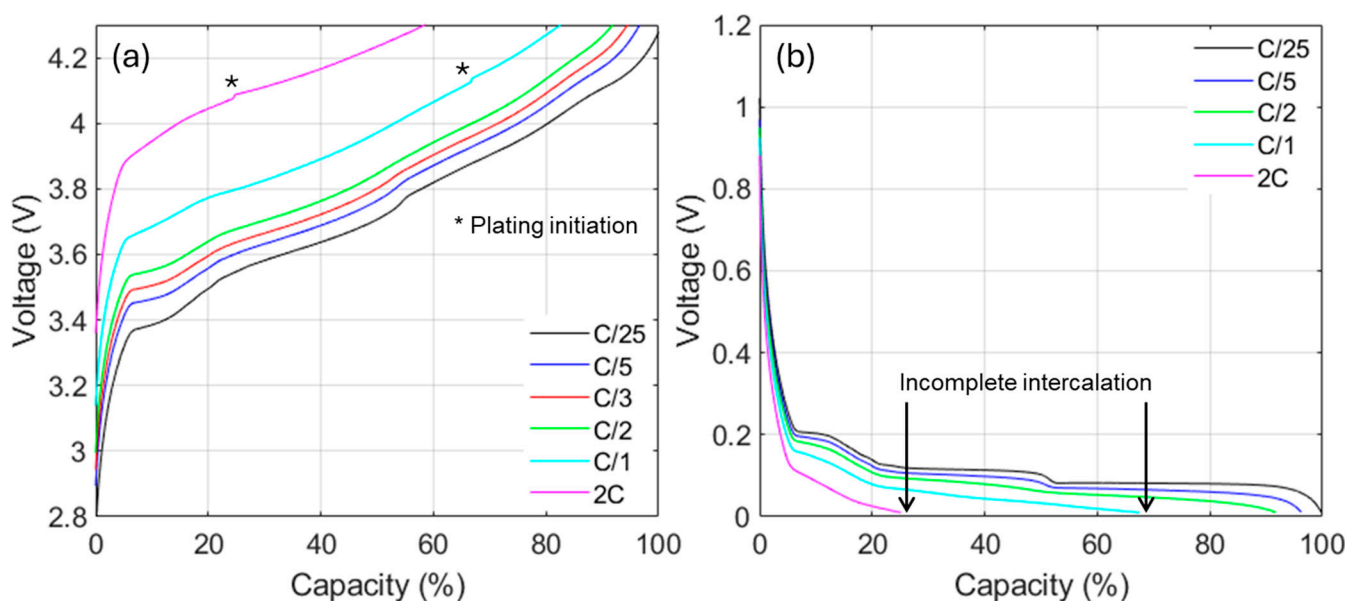 (a)
*
*
* Plating initiation
C/25
C/5
C/3
C/2
C/1
2C
4.2
4
3.8
3.6
3.4
3.2
3
2.8
0
20
40
60
80
100
Voltage (V)
Capacity (%)
(b)
C/25
C/5
C/2
C/1
2C
Incomplete intercalation
1.2
1
0.8
0.6
0.4
0.2
0
0
20
40
60
80
100
Voltage (V)
Capacity (%)